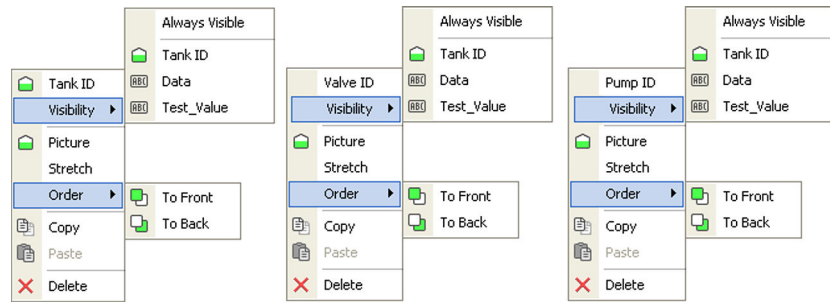 Always Visible
Tank ID
Data
Test_Value
Tank ID
Visibility
Picture
Stretch
Order
To Front
To Back
Copy
Paste
Delete
Always Visible
Tank ID
Data
Test_Value
Valve ID
Visibility
Picture
Stretch
Order
To Front
To Back
Copy
Paste
Delete
Always Visible
Tank ID
Data
Test_Value
Pump ID
Visibility
Picture
Stretch
Order
To Front
To Back
Copy
Paste
Delete